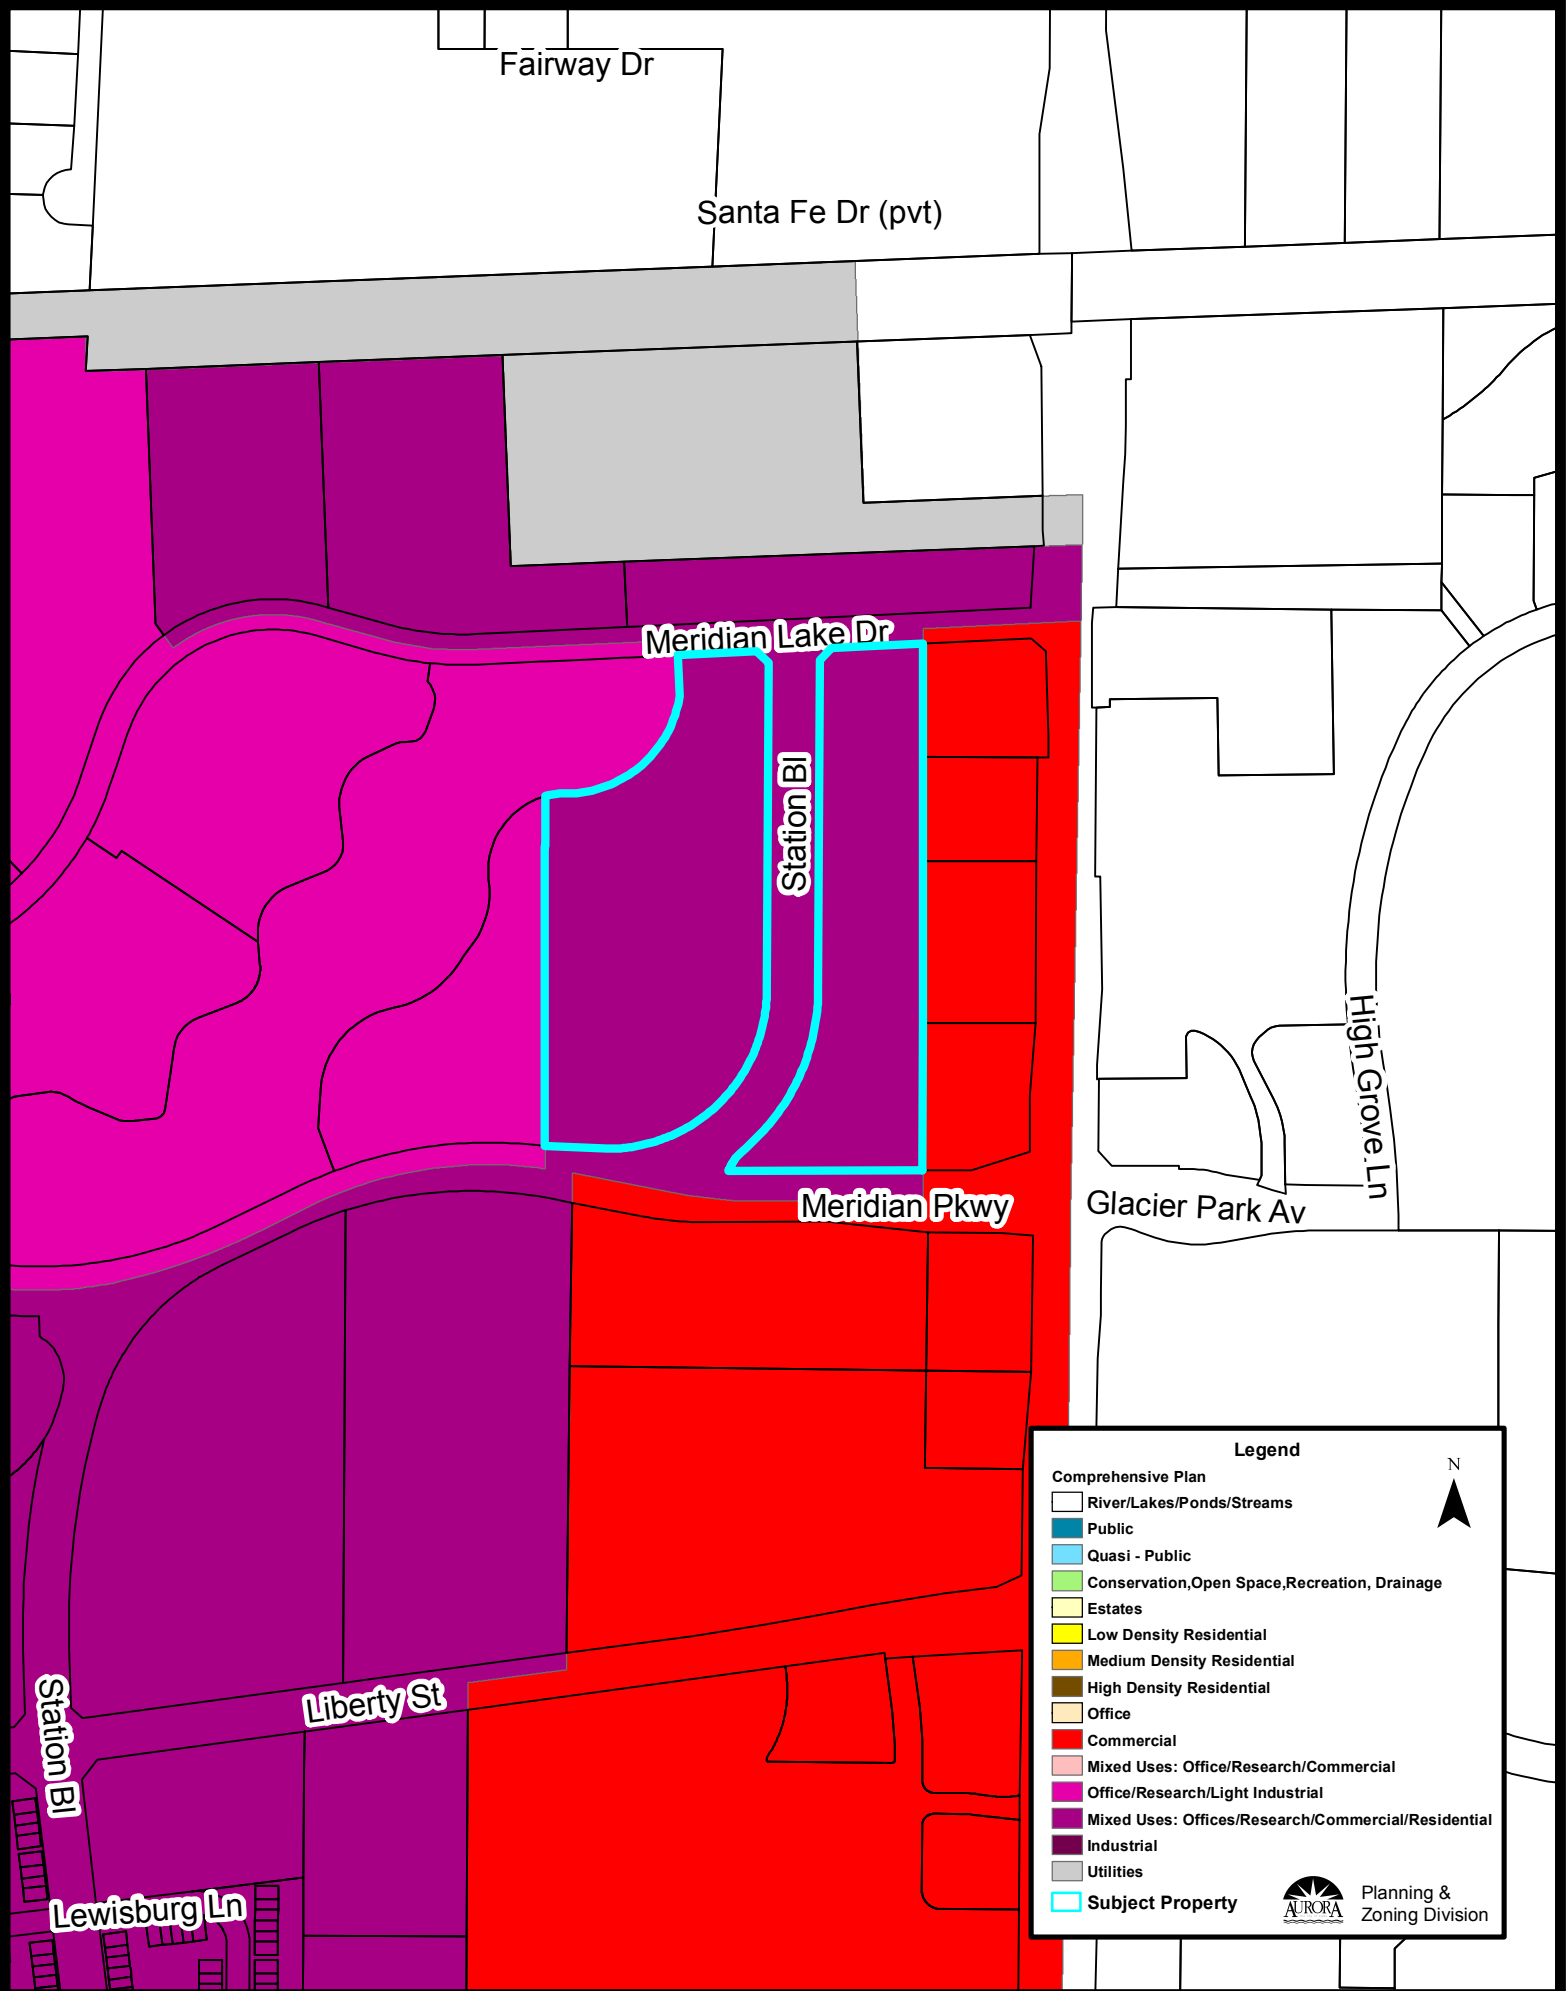 Fairway Dr
Santa Fe Dr (pvt)
Meridian Lake Dr
Station Bl
High Grove Ln
Meridian Pkwy
Glacier Park Av
Liberty St
Station Bl
Lewisburg Ln
Legend
N
Comprehensive Plan
River/Lakes/Ponds/Streams
Public
Quasi - Public
Conservation,Open Space,Recreation, Drainage
Estates
Low Density Residential
Medium Density Residential
High Density Residential
Office
Commercial
Mixed Uses: Office/Research/Commercial
Office/Research/Light Industrial
Mixed Uses: Offices/Research/Commercial/Residential
Industrial
Utilities
Subject Property
AURORA
Planning &
Zoning Division